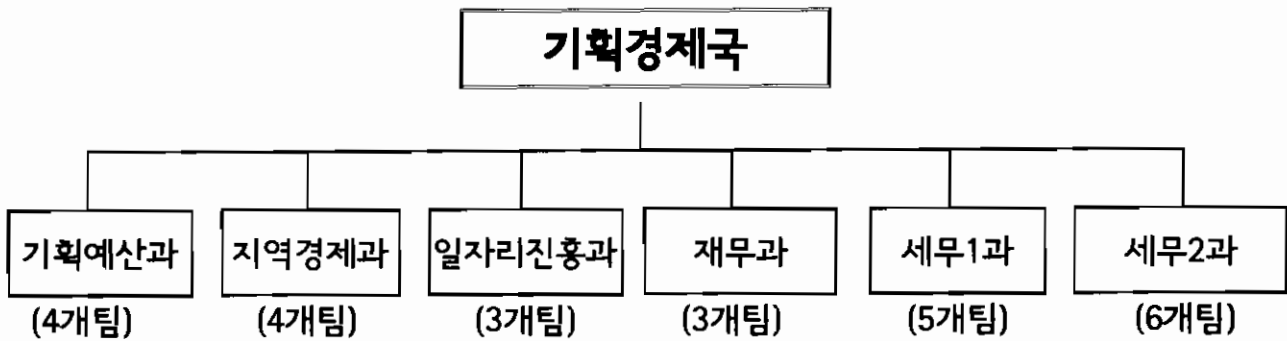 기획경제국
기획예산과 지역경제과 일자리진흥과 재무과 세무1과 세무2과
(4개팀) (4개팀) (3개팀) (3개팀) (5개팀) (6개팀)